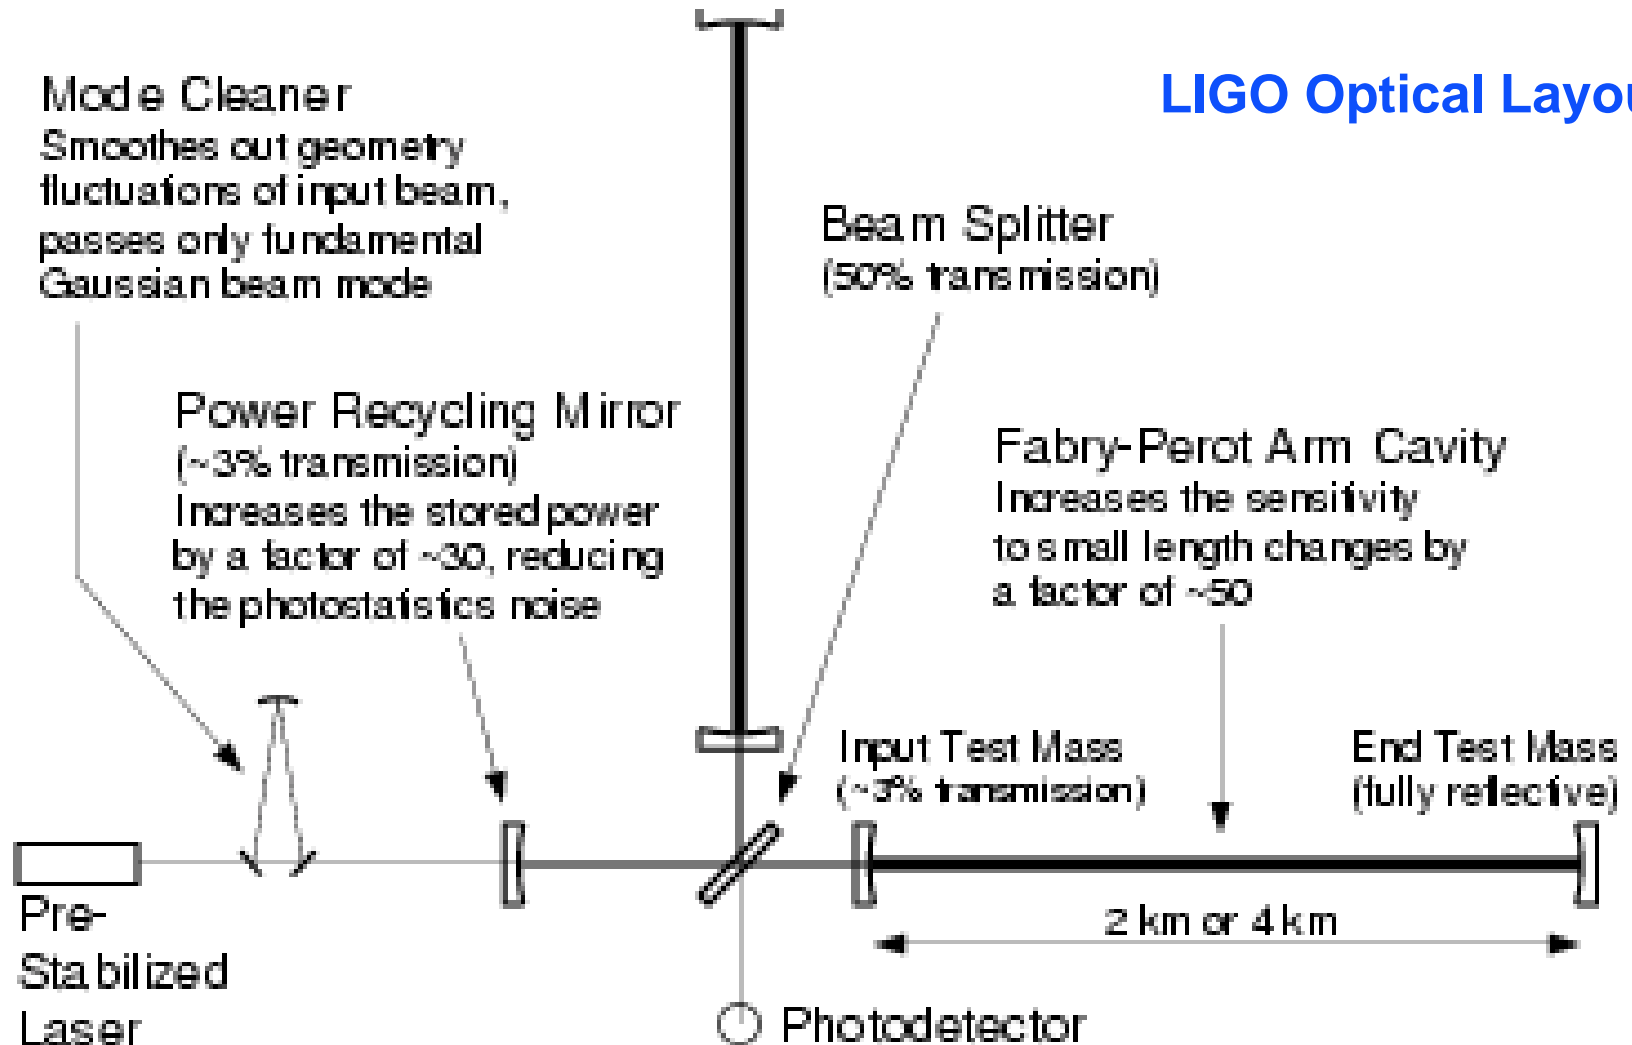 LIGO Optical Layou
Mode Cleaner
Smoothes out geometry
fluctuations of input beam,
passes only fundamental
Gaussian beam mode
Beam Splitter
(50% transmission)
Power Recycling Mirror
(~3% transmission)
Increases the stored power
by a factor of ~30, reducing
the photostatistics noise
Fabry-Perot Arm Cavity
Increases the sensitivity
to small length changes by
a factor of ~50
Input Test Mass
(~3% transmission)
End Test Mass
(fully reflective)
2 km or 4 km
Pre-
Stabilized
Laser
Photodetector